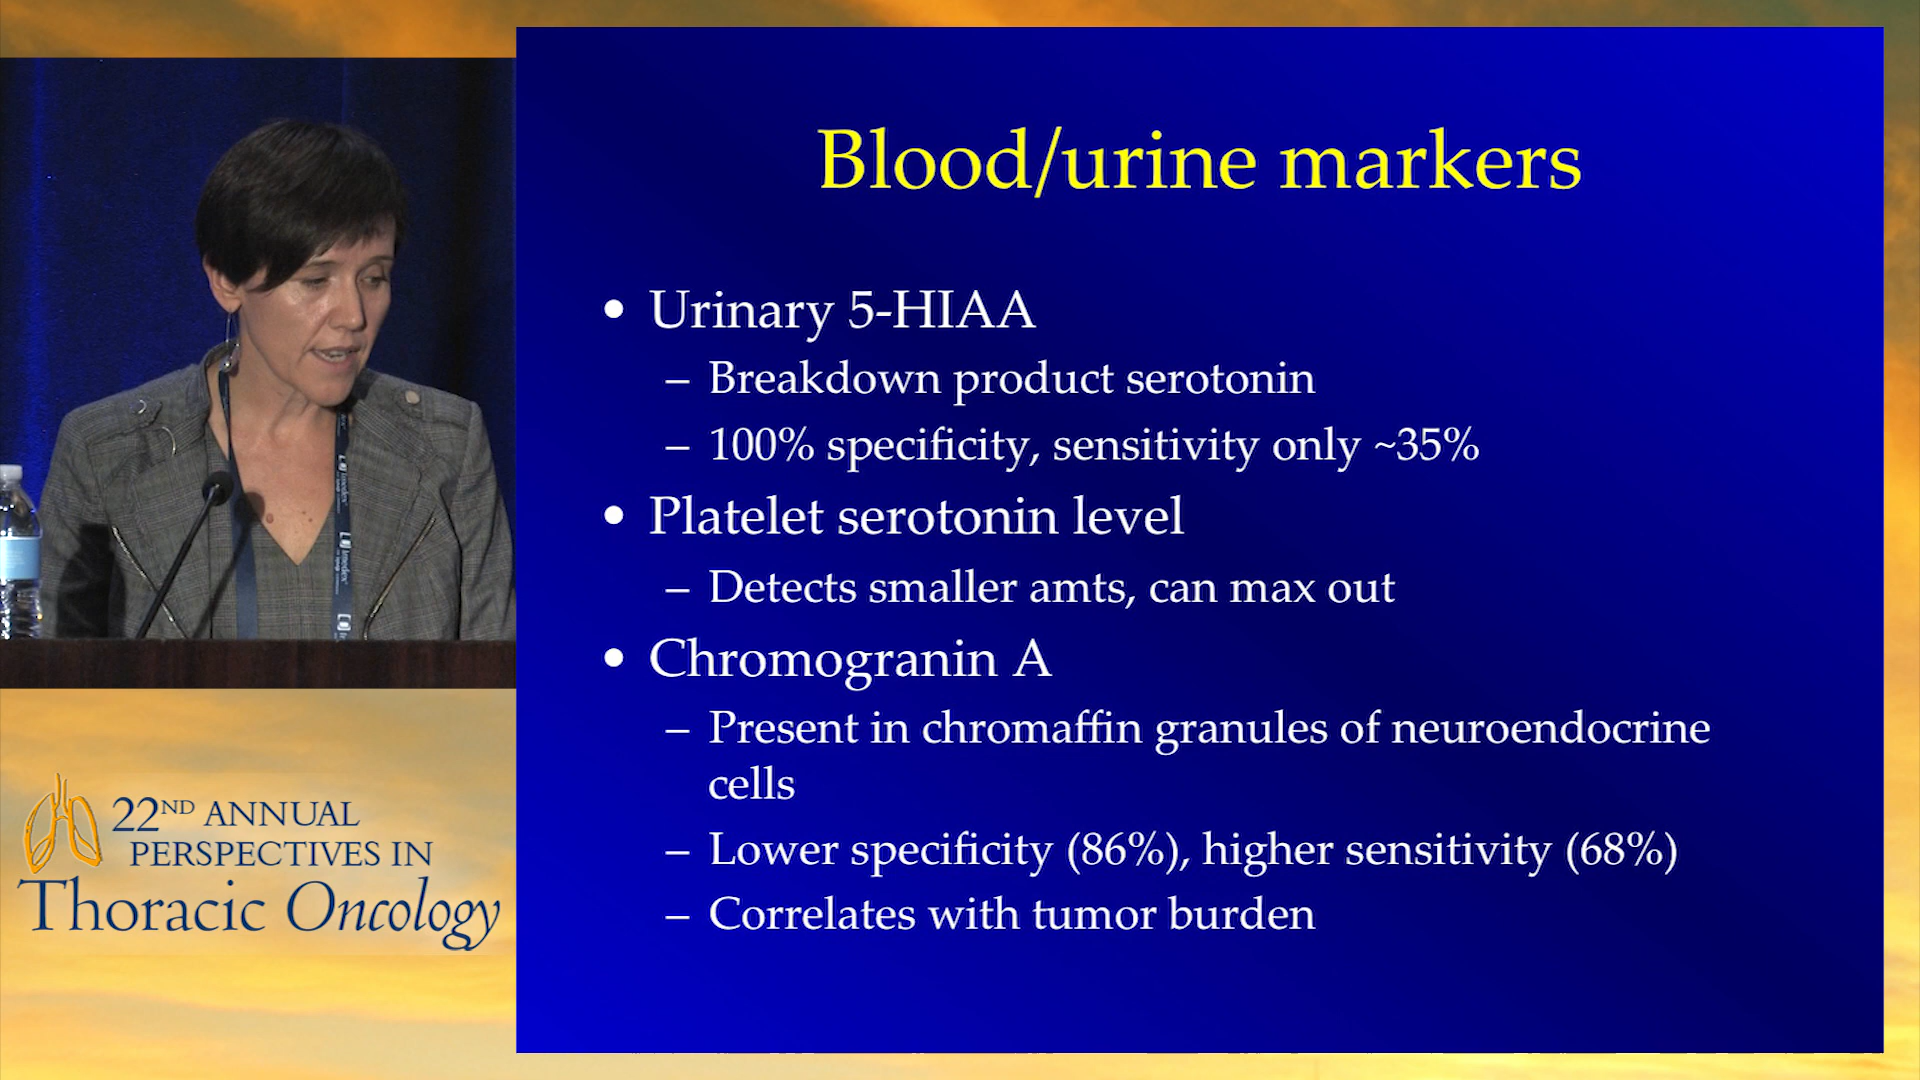 Blood/urine markers
• Urinary 5-HIAA
– Breakdown product serotonin
– 100% specificity, sensitivity only ~35%
• Platelet serotonin level
– Detects smaller amts, can max out
• Chromogranin A
– Present in chromaffin granules of neuroendocrine
cells
– Lower specificity (86%), higher sensitivity (68%)
– Correlates with tumor burden
22ND ANNUAL
PERSPECTIVES IN
Thoracic Oncology